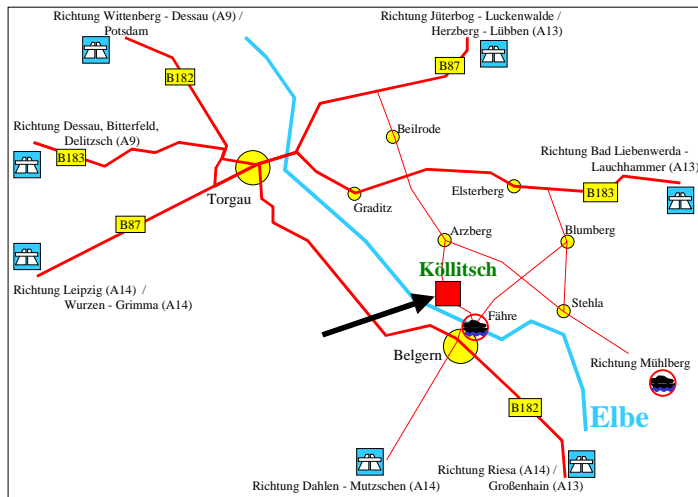 Richtung Wittenberg - Dessau (A9) /
Potsdam
Richtung Jüterbog - Luckenwalde /
Herzberg - Lübben (A13)
B182
B87
Richtung Dessau, Bitterfeld,
Delitzsch (A9)
B183
Beilrode
Richtung Bad Liebenwerda -
Lauchhammer (A13)
Torgau
Graditz
Elsterberg
B183
B87
Arzberg
Blumberg
Köllitsch
Richtung Leipzig (A14) /
Wurzen - Grimma (A14)
Fähre
Stehla
Belgern
Richtung Mühlberg
B182
Elbe
Richtung Dahlen - Mutzschen (A14)
Richtung Riesa (A14) /
Großenhain (A13)